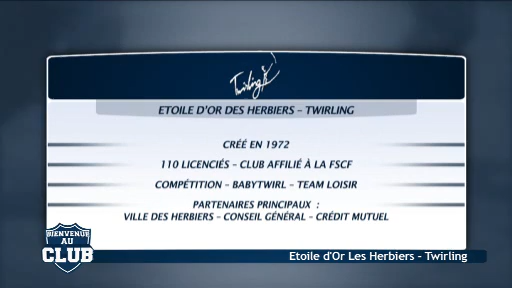 Twirling
ETOILE D'OR DES HERBIERS – TWIRLING
CRÉÉ EN 1972
110 LICENCIÉS – CLUB AFFILIÉ À LA FSCF
COMPÉTITION – BABYTWIRL – TEAM LOISIR
PARTENAIRES PRINCIPAUX :
VILLE DES HERBIERS – CONSEIL GÉNÉRAL – CRÉDIT MUTUEL
BIENVENUE
AU
CLUB
Etoile d'Or Les Herbiers - Twirling